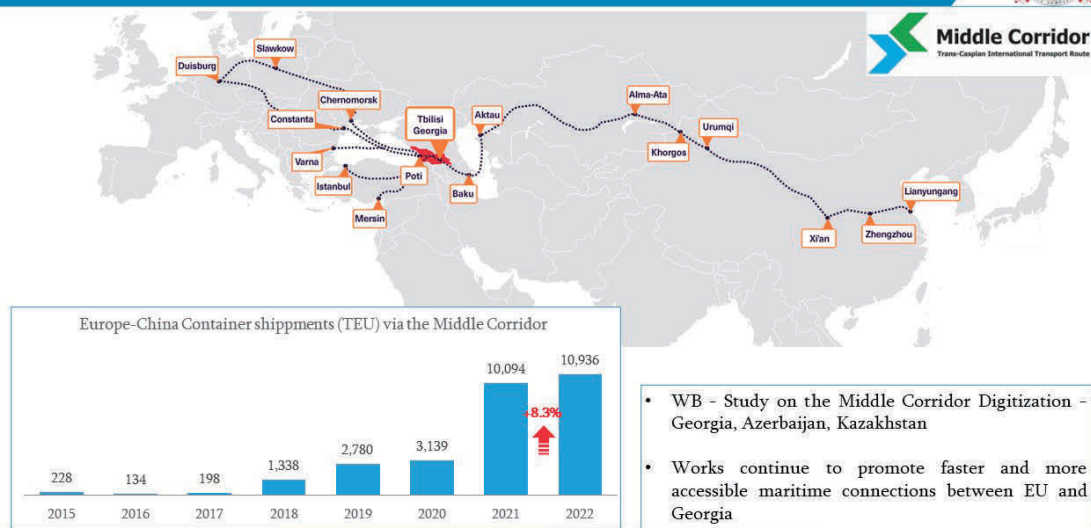 Middle Corridor
Trans-Caspian International Transport Route
Slawkow
Duisburg
Chernomorsk
Constanta
Tbilisi
Georgia
Aktau
Alma-Ata
Urumqi
Khorgos
Varna
Istanbul
Poti
Baku
Mersin
Lianyungang
Xi'an
Zhengzhou
Europe-China Container shippments (TEU) via the Middle Corridor
228
134
198
1,338
2,780
3,139
10,094
10,936
+8.3%
2015
2016
2017
2018
2019
2020
2021
2022
• WB - Study on the Middle Corridor Digitization -
Georgia, Azerbaijan, Kazakhstan
• Works continue to promote faster and more
accessible maritime connections between EU and
Georgia